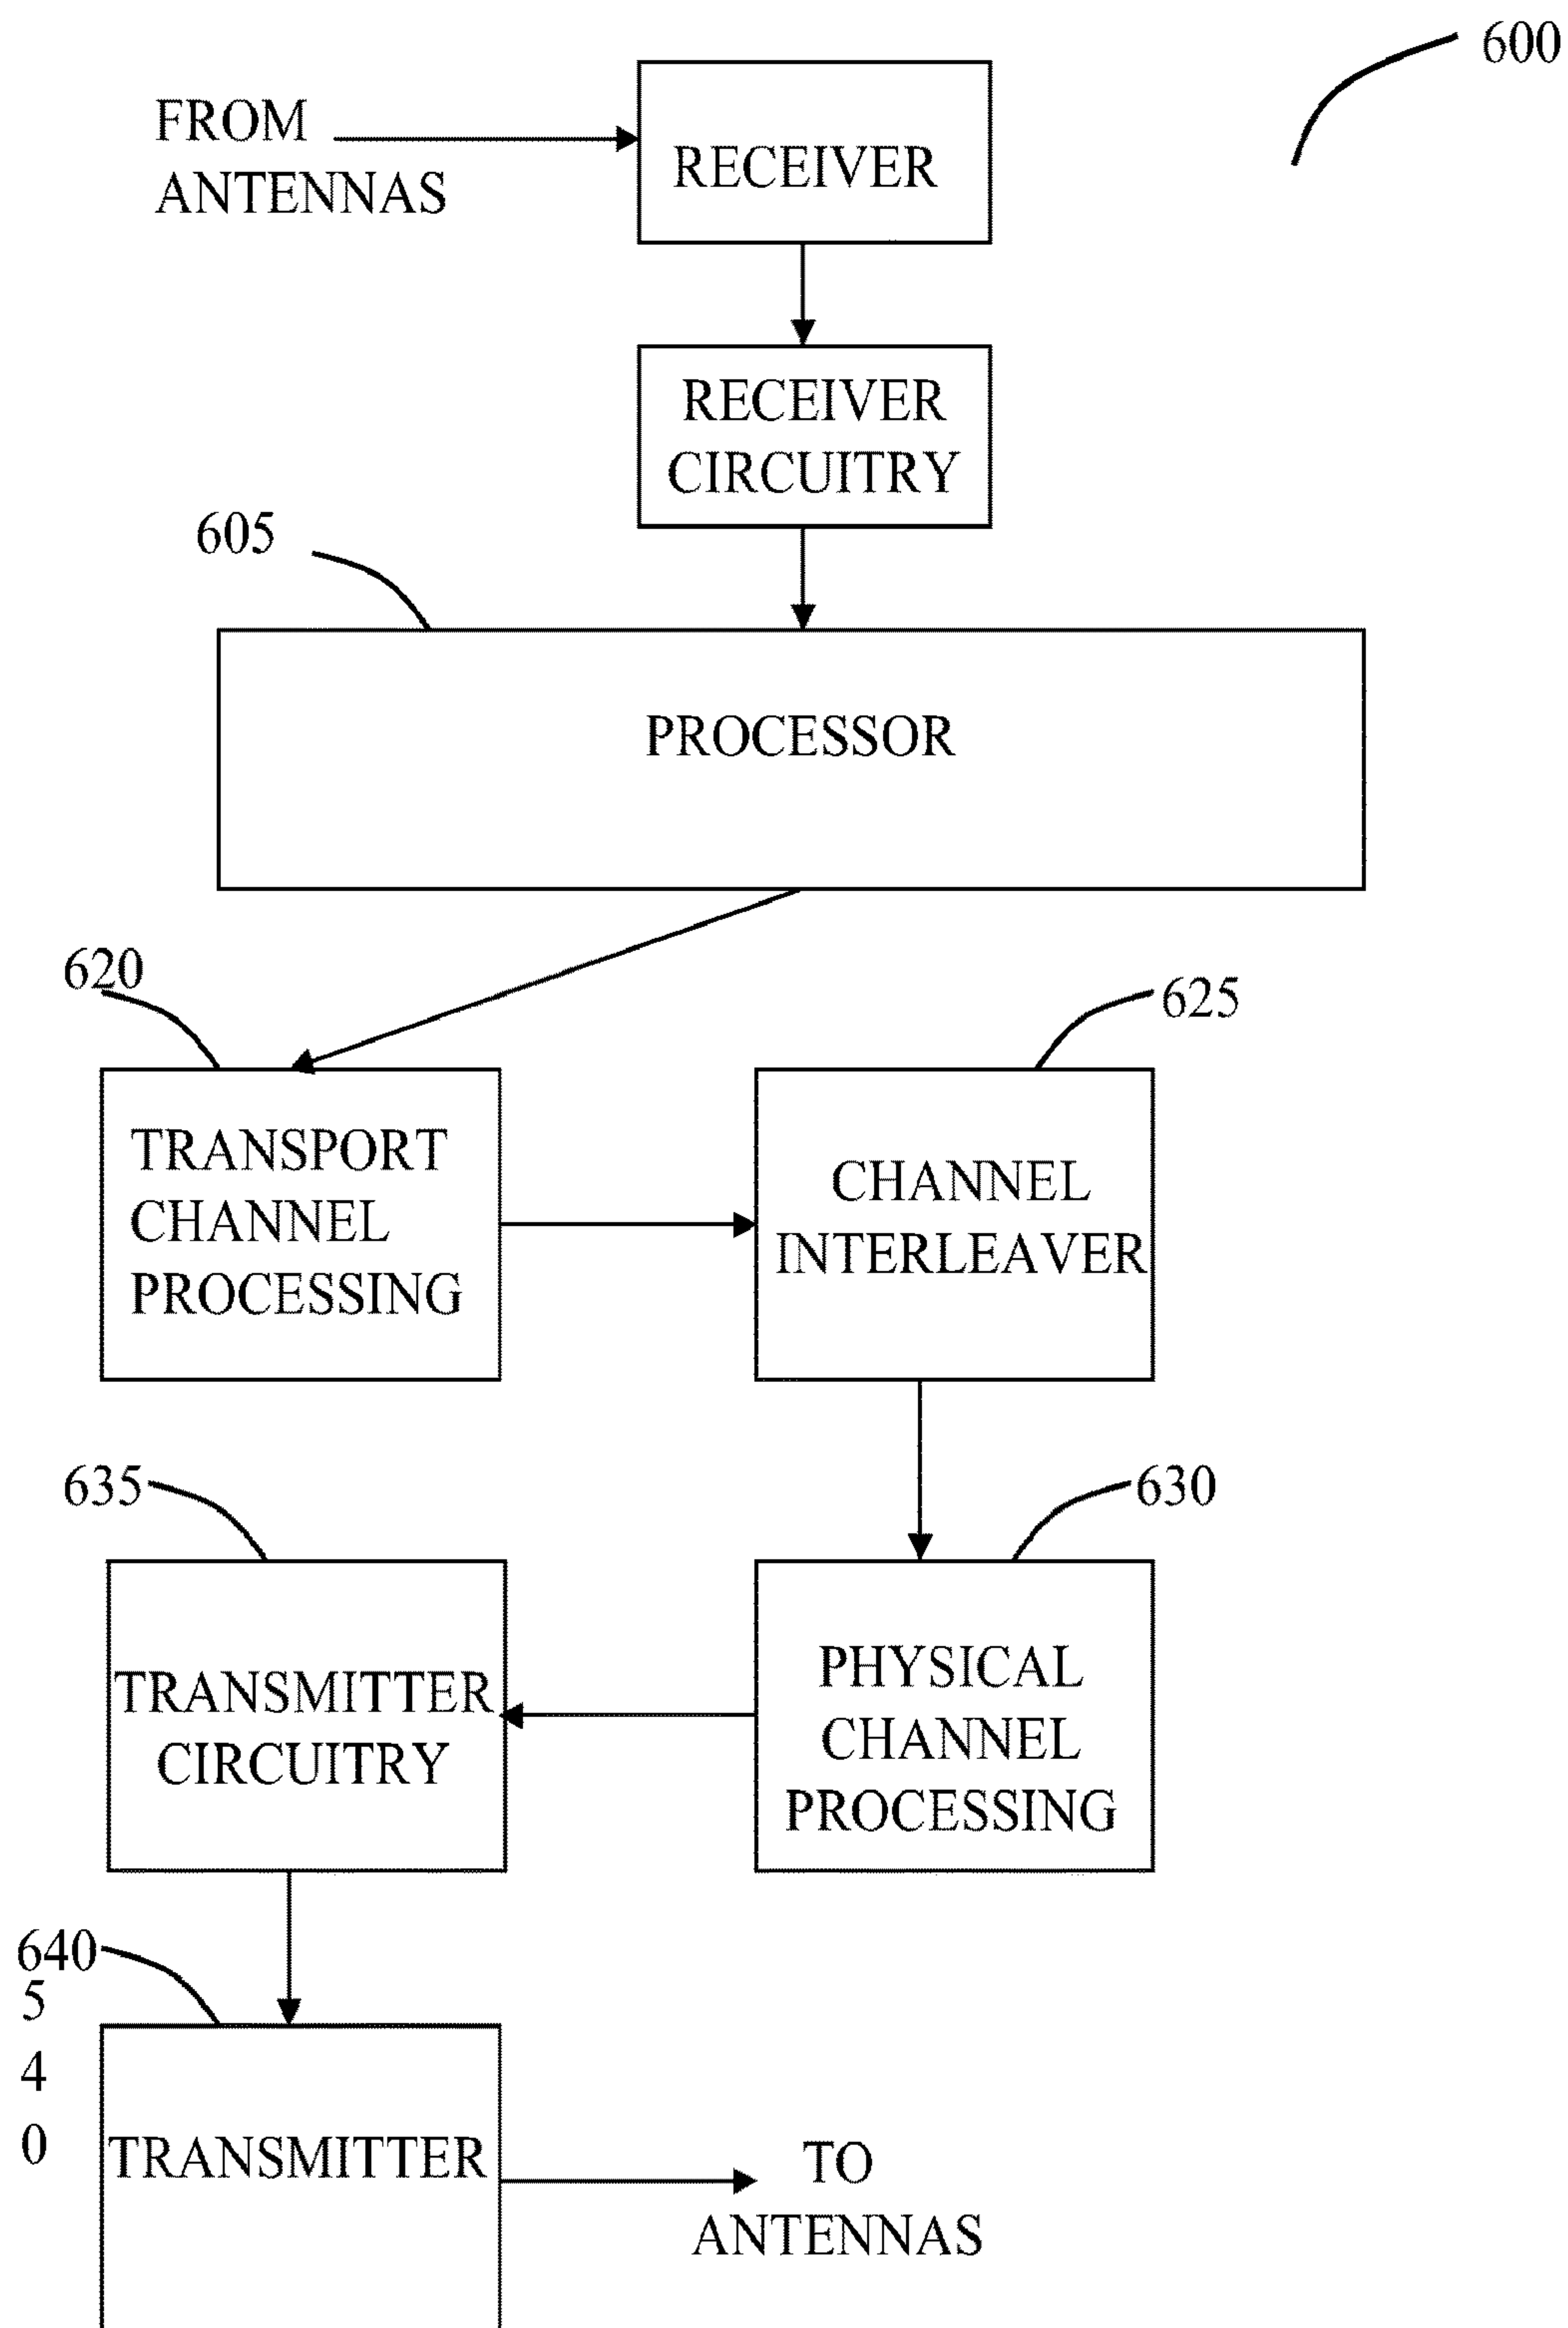 600
FROM
ANTENNAS
RECEIVER
RECEIVER
CIRCUITRY
605
PROCESSOR
620
625
TRANSPORT
CHANNEL
PROCESSING
CHANNEL
INTERLEAVER
635
630
TRANSMITTER
CIRCUITRY
PHYSICAL
CHANNEL
PROCESSING
640
5
4
0
TRANSMITTER
TO
ANTENNAS